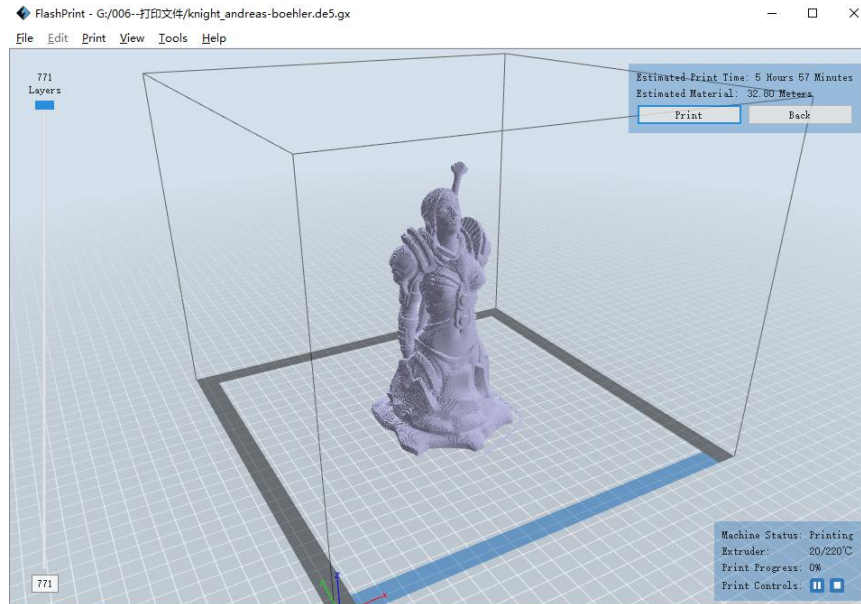 FlashPrint - G:/006--打印文件/knight_andreas-boehler.de5.gx
File Edit Print View Tools Help
771
Layers
Estimated Print Time: 5 Hours 57 Minutes
Estimated Material: 32.80 Meters
Print Back
Machine Status: Printing
Extruder: 20/220℃
Print Progress: 0%
Print Controls:
771
z
x